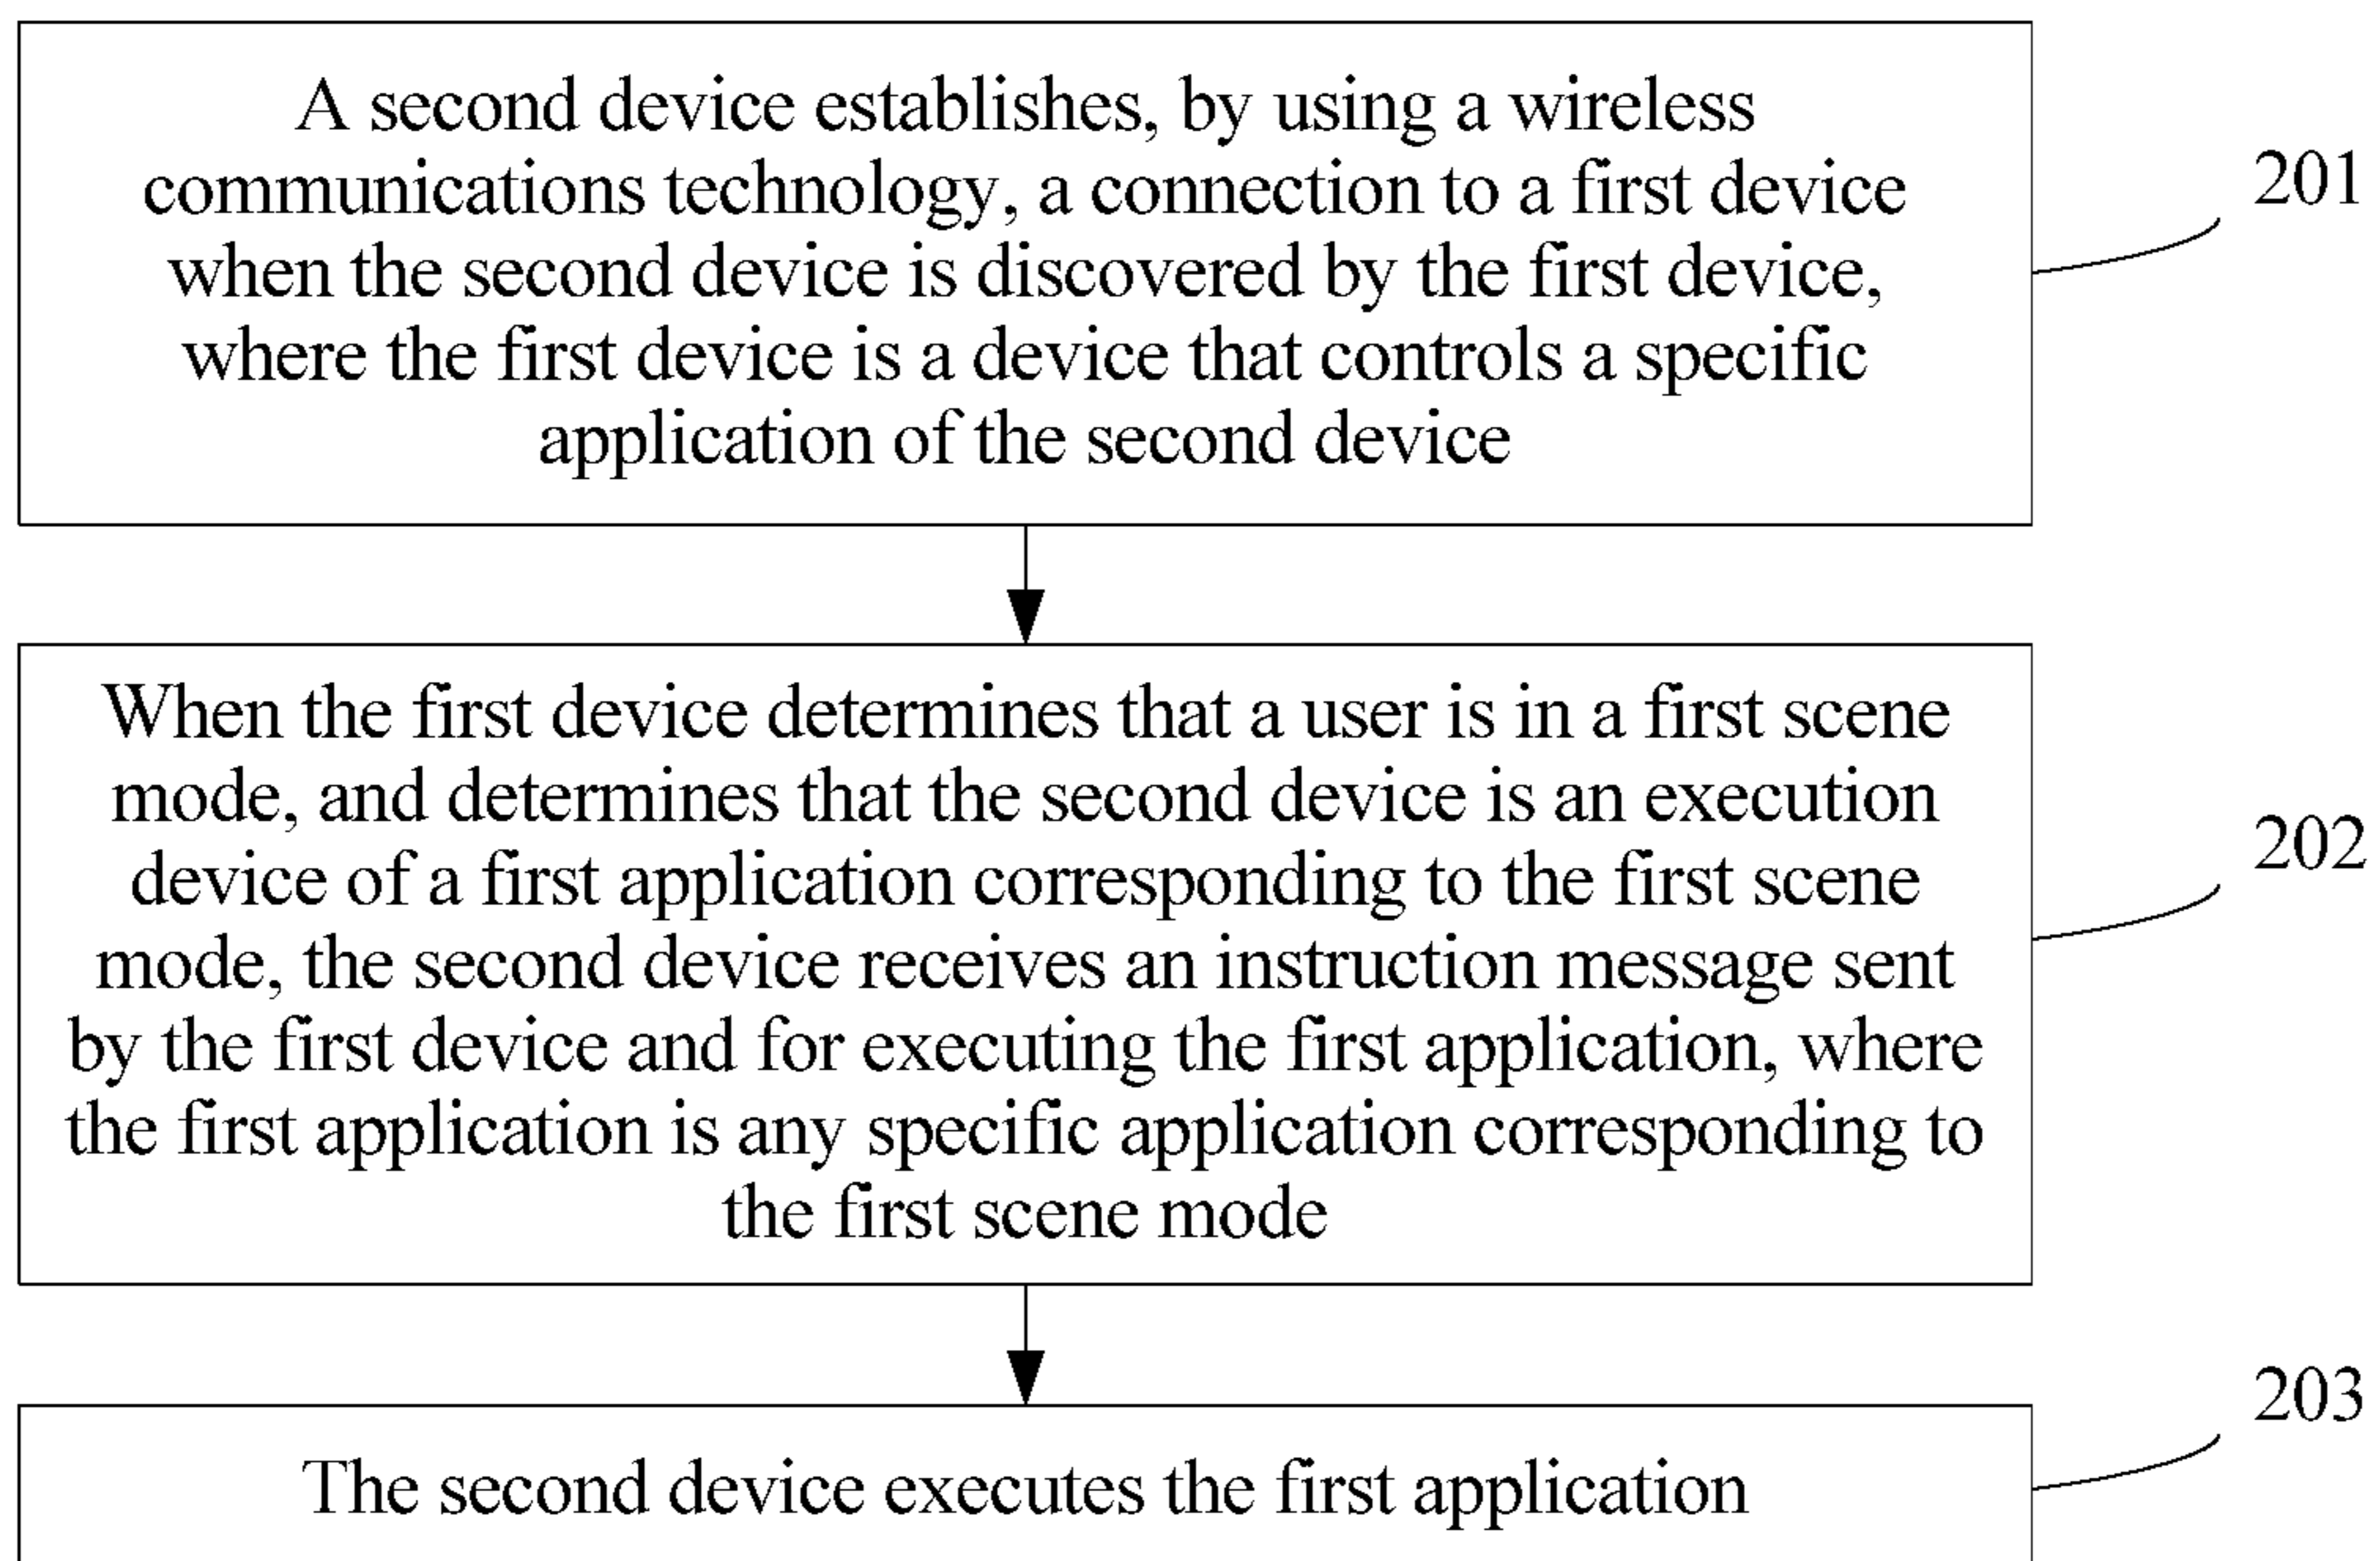 A second device establishes, by using a wireless
communications technology, a connection to a first device
when the second device is discovered by the first device,
where the first device is a device that controls a specific
application of the second device
201
When the first device determines that a user is in a first scene
mode, and determines that the second device is an execution
device of a first application corresponding to the first scene
mode, the second device receives an instruction message sent
by the first device and for executing the first application, where
the first application is any specific application corresponding to
the first scene mode
202
The second device executes the first application
203